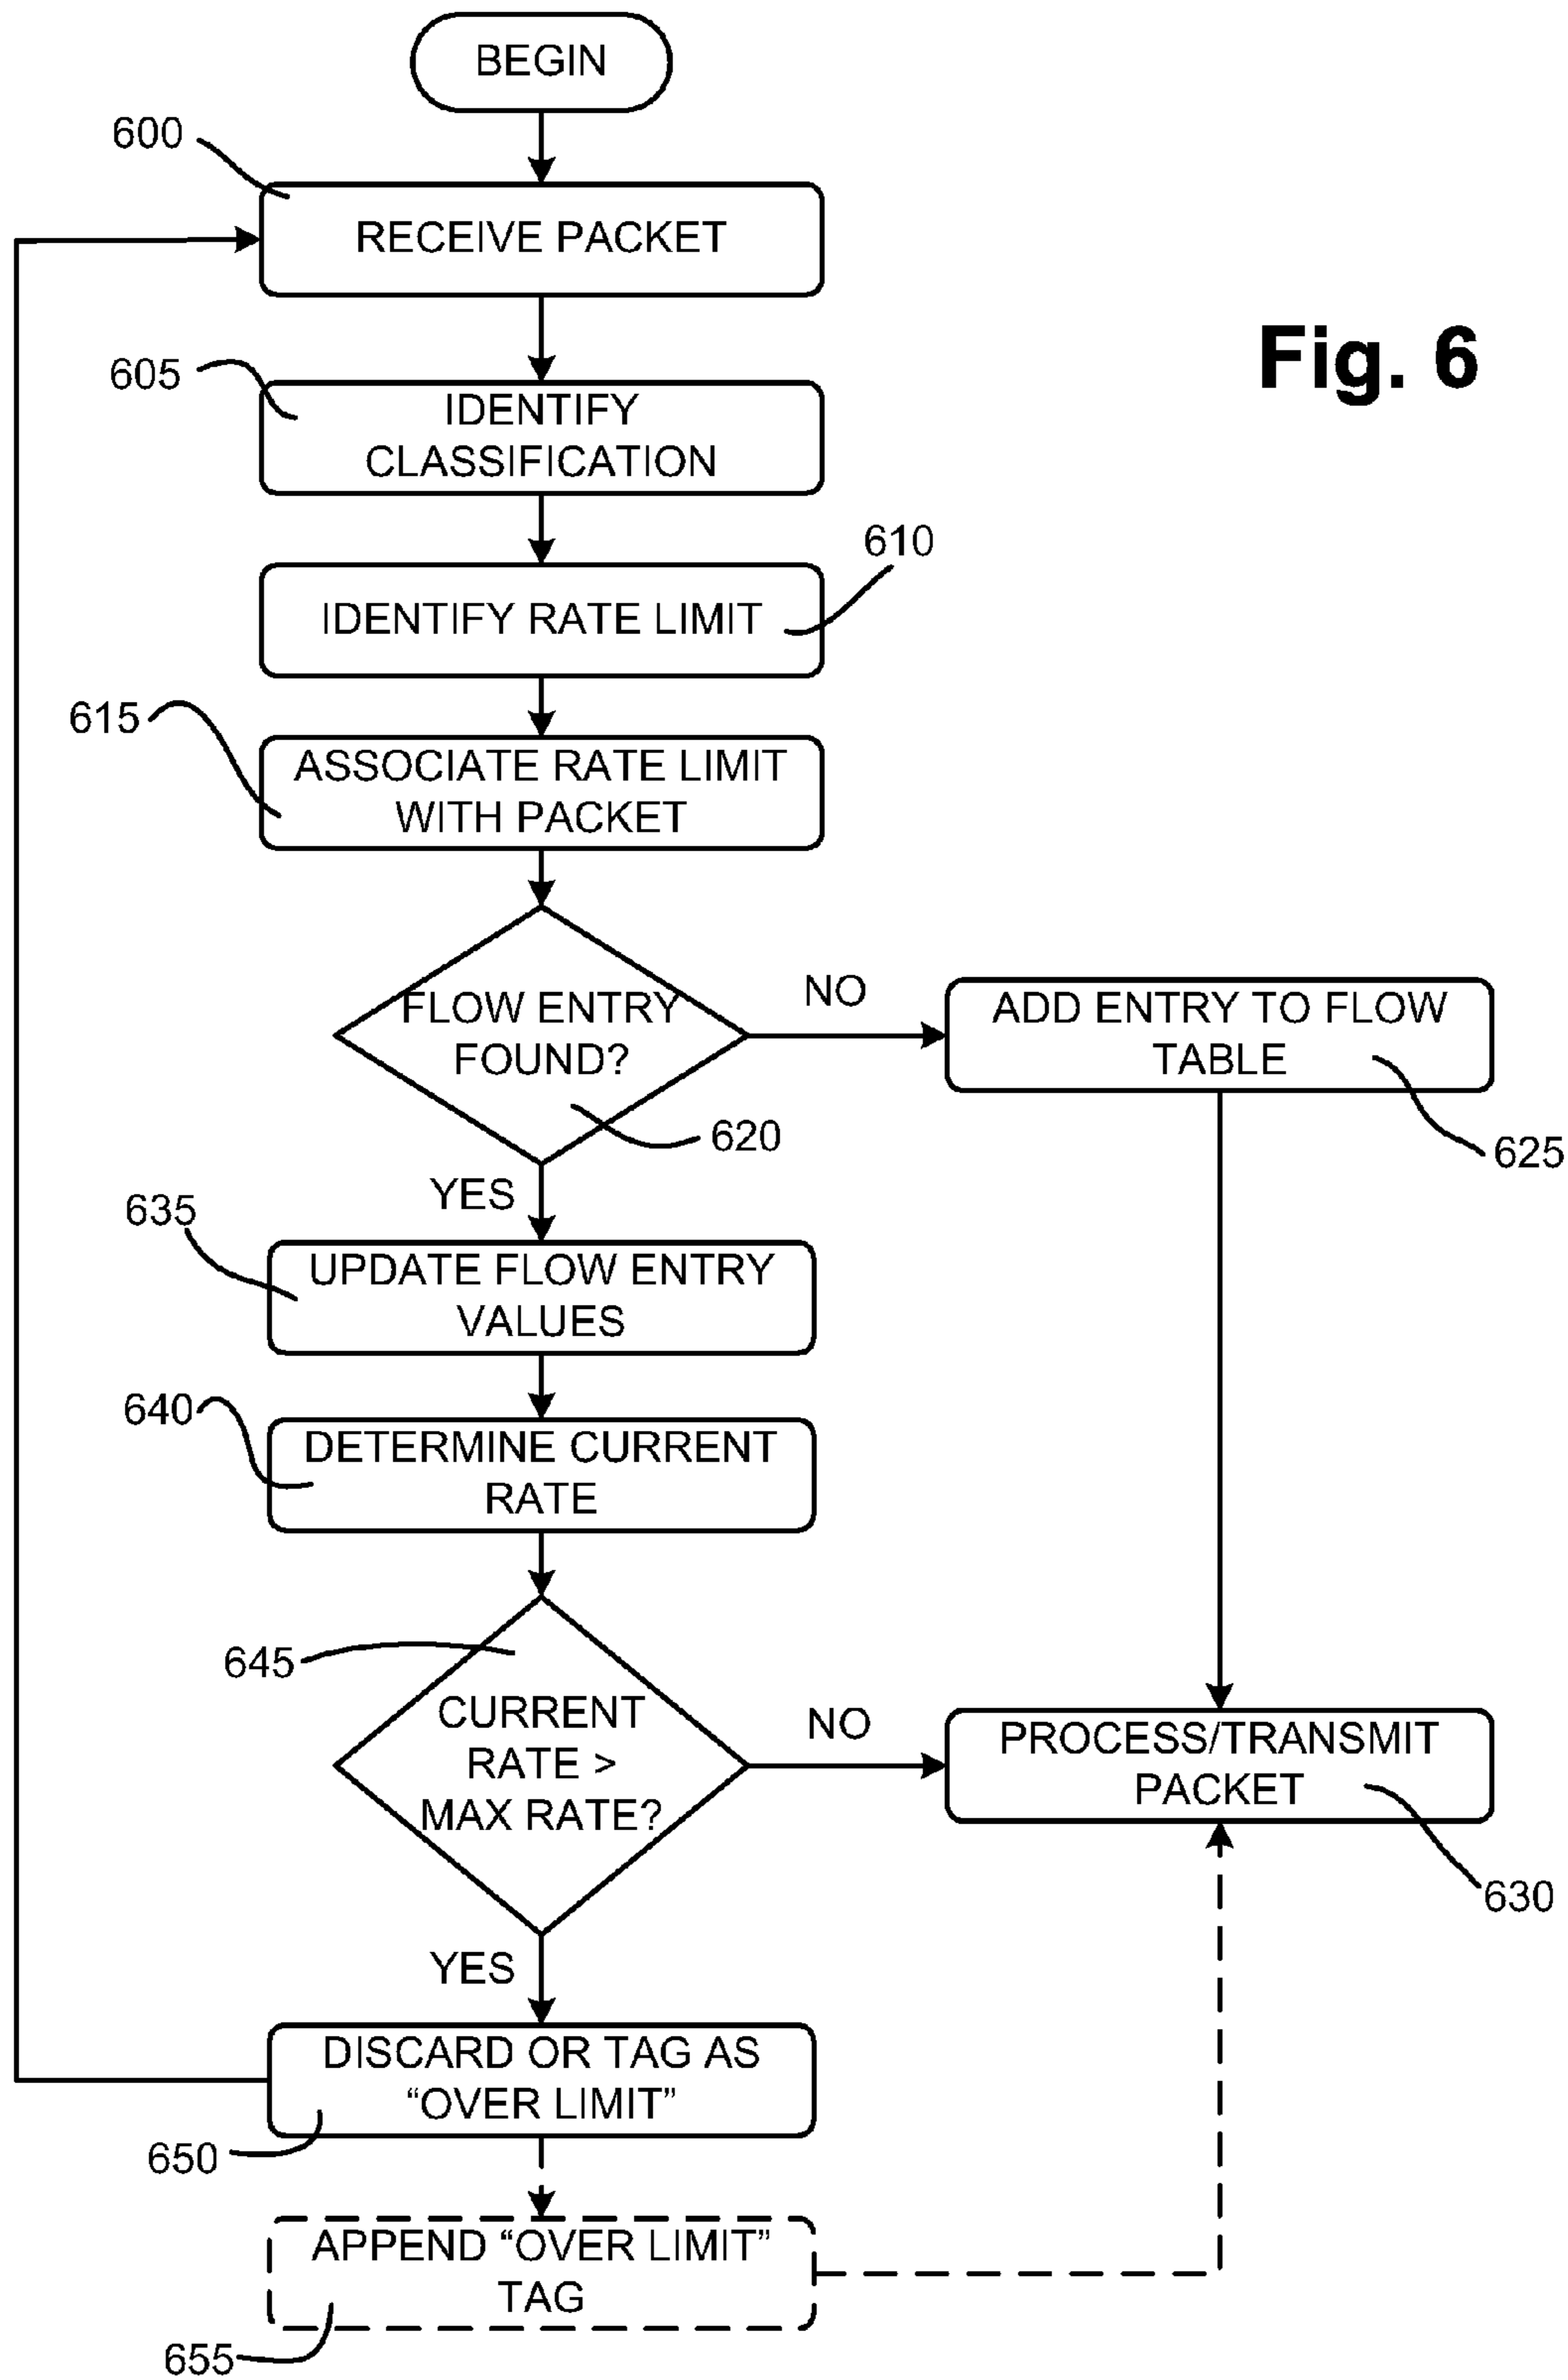 BEGIN
600
RECEIVE PACKET
Fig. 6
605
IDENTIFY
CLASSIFICATION
610
IDENTIFY RATE LIMIT
615
ASSOCIATE RATE LIMIT
WITH PACKET
FLOW ENTRY
FOUND?
NO
ADD ENTRY TO FLOW
TABLE
620
625
YES
635
UPDATE FLOW ENTRY
VALUES
640
DETERMINE CURRENT
RATE
645
CURRENT
RATE >
MAX RATE?
NO
PROCESS/TRANSMIT
PACKET
630
YES
DISCARD OR TAG AS
“OVER LIMIT”
650
APPEND “OVER LIMIT”
TAG
655